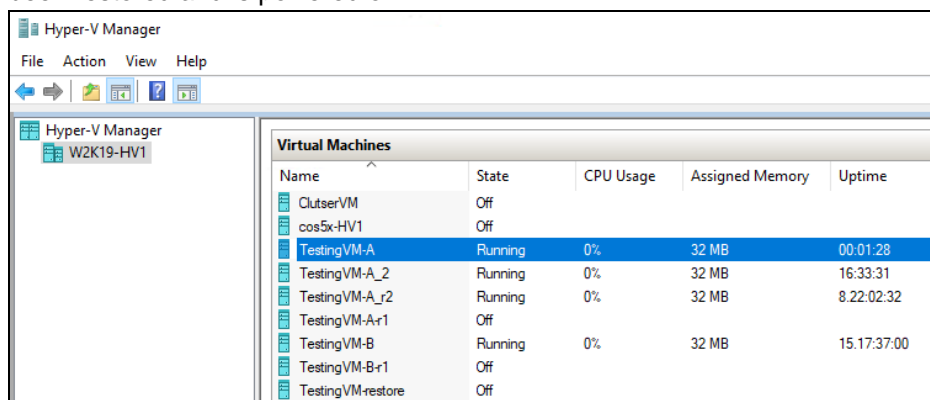 Hyper-V Manager
File Action View Help
Hyper-V Manager
W2K19-HV1
Virtual Machines
Name State CPU Usage Assigned Memory Uptime
ClutserVM Off
cos5x-HV1 Off
TestingVM-A Running 0% 32 MB 00:01:28
TestingVM-A_2 Running 0% 32 MB 16:33:31
TestingVM-A_r2 Running 0% 32 MB 8.22:02:32
TestingVM-A-r1 Off
TestingVM-B Running 0% 32 MB 15.17:37:00
TestingVM-B-r1 Off
TestingVM-restore Off